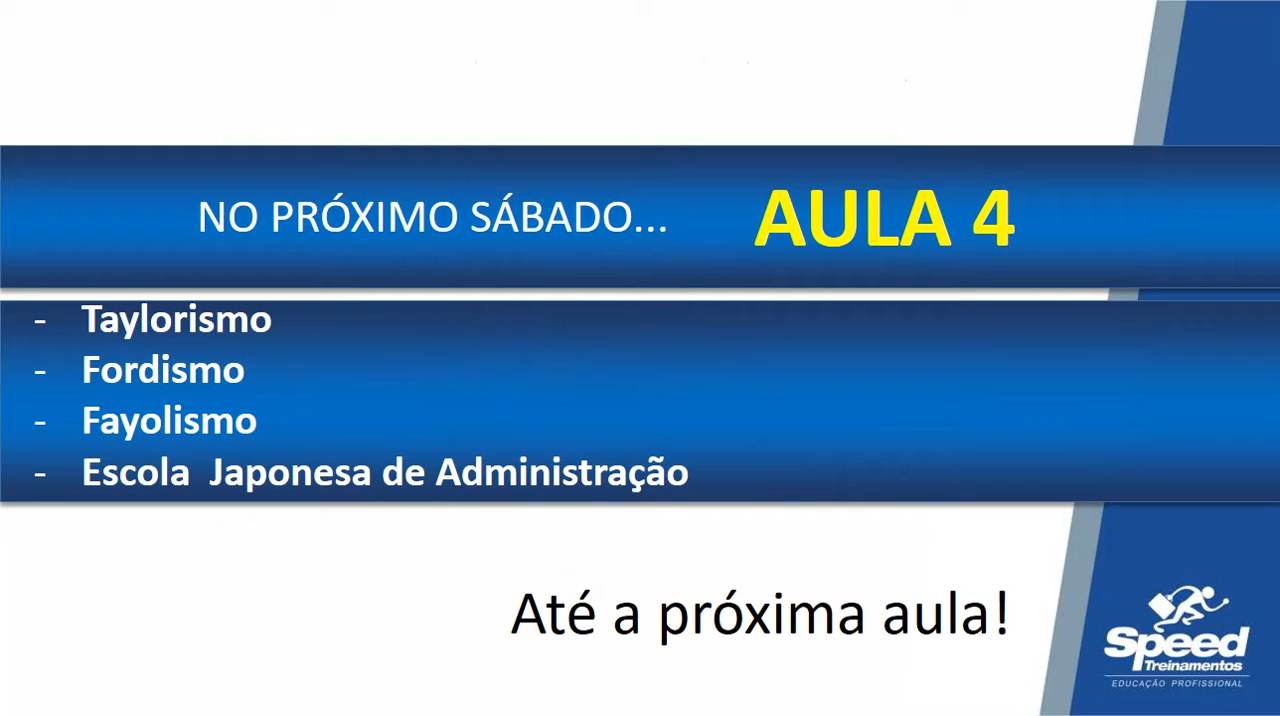 NO PRÓXIMO SÁBADO... AULA 4
- Taylorismo
- Fordismo
- Fayolismo
- Escola Japonesa de Administração
Até a próxima aula!
Speed
Treinamentos
EDUCAÇÃO PROFISSIONAL